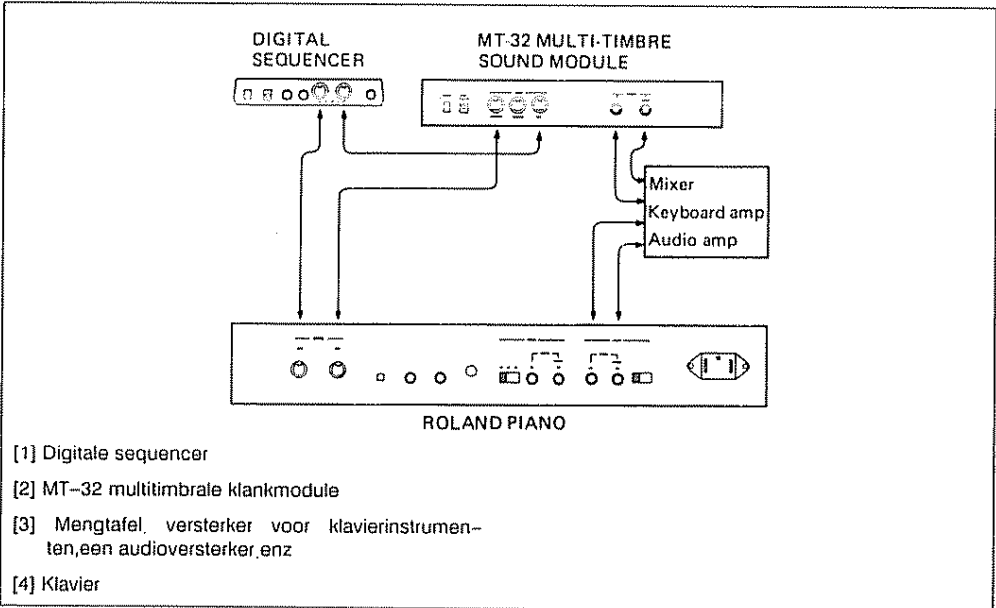 DIGITAL
SEQUENCER
MT-32 MULTI-TIMBRE
SOUND MODULE
Mixer
Keyboard amp
Audio amp
ROLAND PIANO
[1] Digitale sequencer
[2] MT-32 multitimbrale klankmodule
[3] Mengtafel, versterker voor klavierinstrumen-
ten,een audioversterker,enz
[4] Klavier